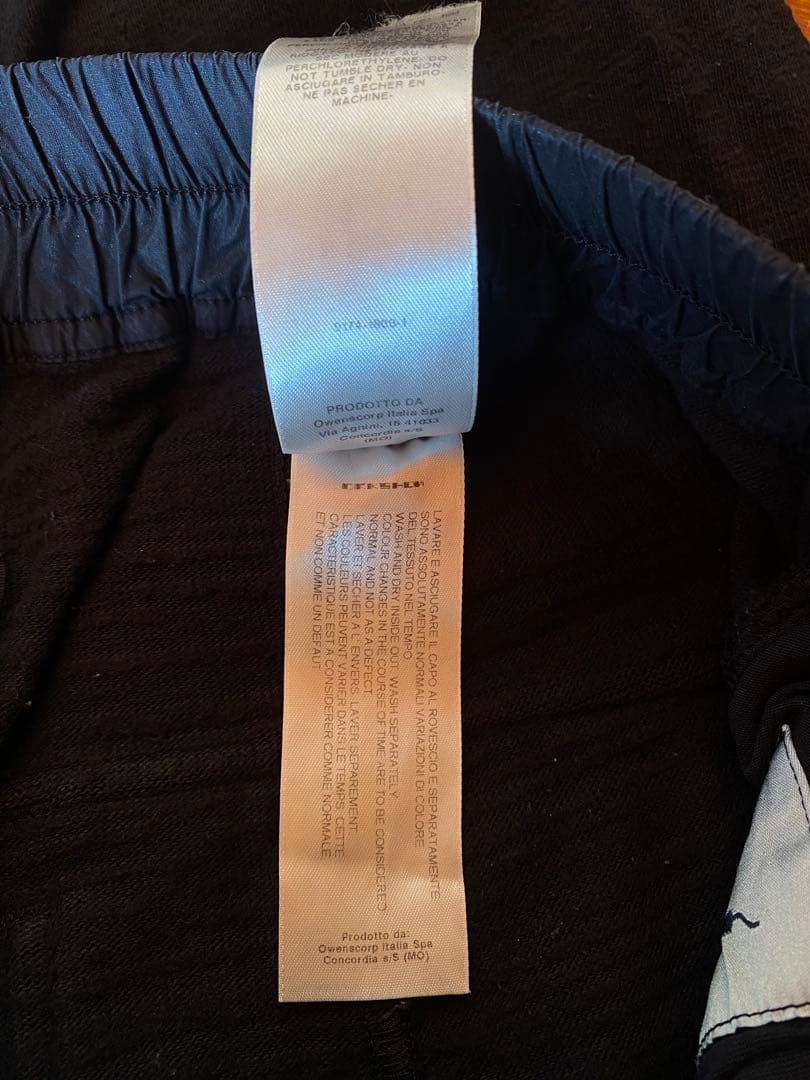 PERCHLORETHYLENE- DO
NOT TUMBLE DRY- NON
ASCIUGARE IN TAMBURO-
NE PAS SECHER EN
MACHINE-
PRODOTTO DA
Owenscorp Italia Spa
Via Agnini, 15 41033
Concordia s/S
(MO)
DRKSHDW
LAVARE E ASCIUGARE IL CAPO AL ROVESCIO E SEPARATAMENTE
SONO ASSOLUTAMENTE NORMALI VARIAZIONI DI COLORE
DEL TESSUTO NEL TEMPO
WASH AND DRY INSIDE OUT. WASH SEPARATELY
COLOUR CHANGES IN THE COURSE OF TIME ARE TO BE CONSIDERED
NORMAL AND NOT AS A DEFECT
LAVER ET SECHER A L' ENVERS. LAVER SEPAREMENT.
LES COULEURS PEUVENT VARIER DANS LE TEMPS. CETTE
CARACTERISTIQUE EST A CONSIDERER COMME NORMALE
ET NON COMME UN DEFAUT
Prodotto da:
Owenscorp Italia Spa
Concordia s/S (MO)